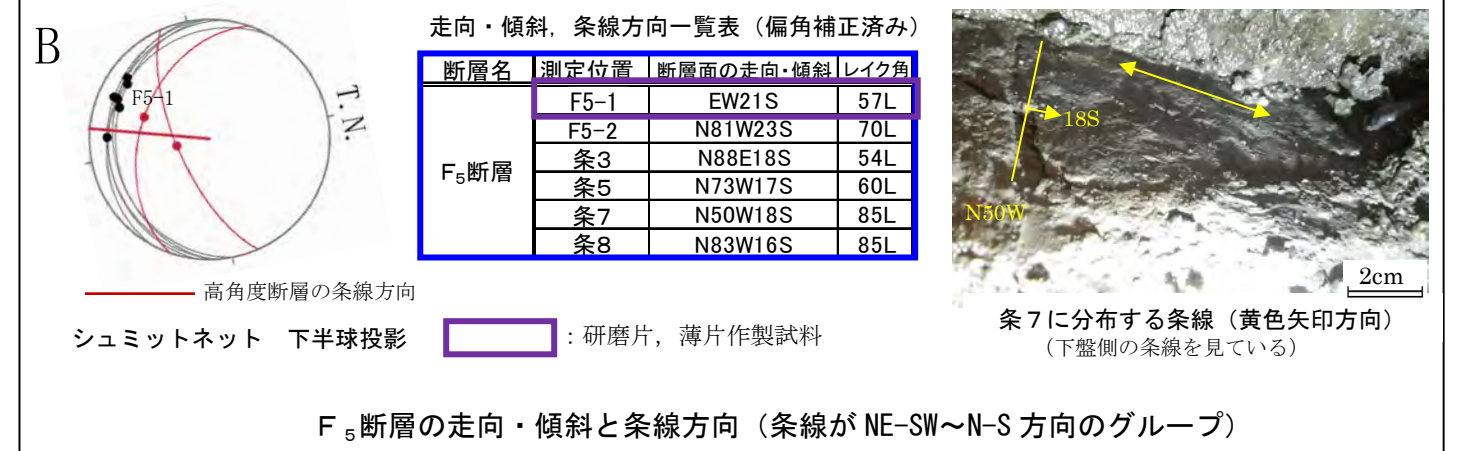 B
F5-1
T.N.
高角度断層の条線方向
シュミットネット 下半球投影
走向・傾斜,条線方向一覧表(偏角補正済み)
断層名 測定位置 断層面の走向・傾斜 レイク角
F5断層
F5-1 EW21S 57L
F5-2 N81W23S 70L
条3 N88E18S 54L
条5 N73W17S 60L
条7 N50W18S 85L
条8 N83W16S 85L
:研磨片,薄片作製試料
18S
N50W
2cm
条7に分布する条線(黄色矢印方向)
(下盤側の条線を見ている)
F5断層の走向・傾斜と条線方向(条線がNE-SW~N-S方向のグループ)